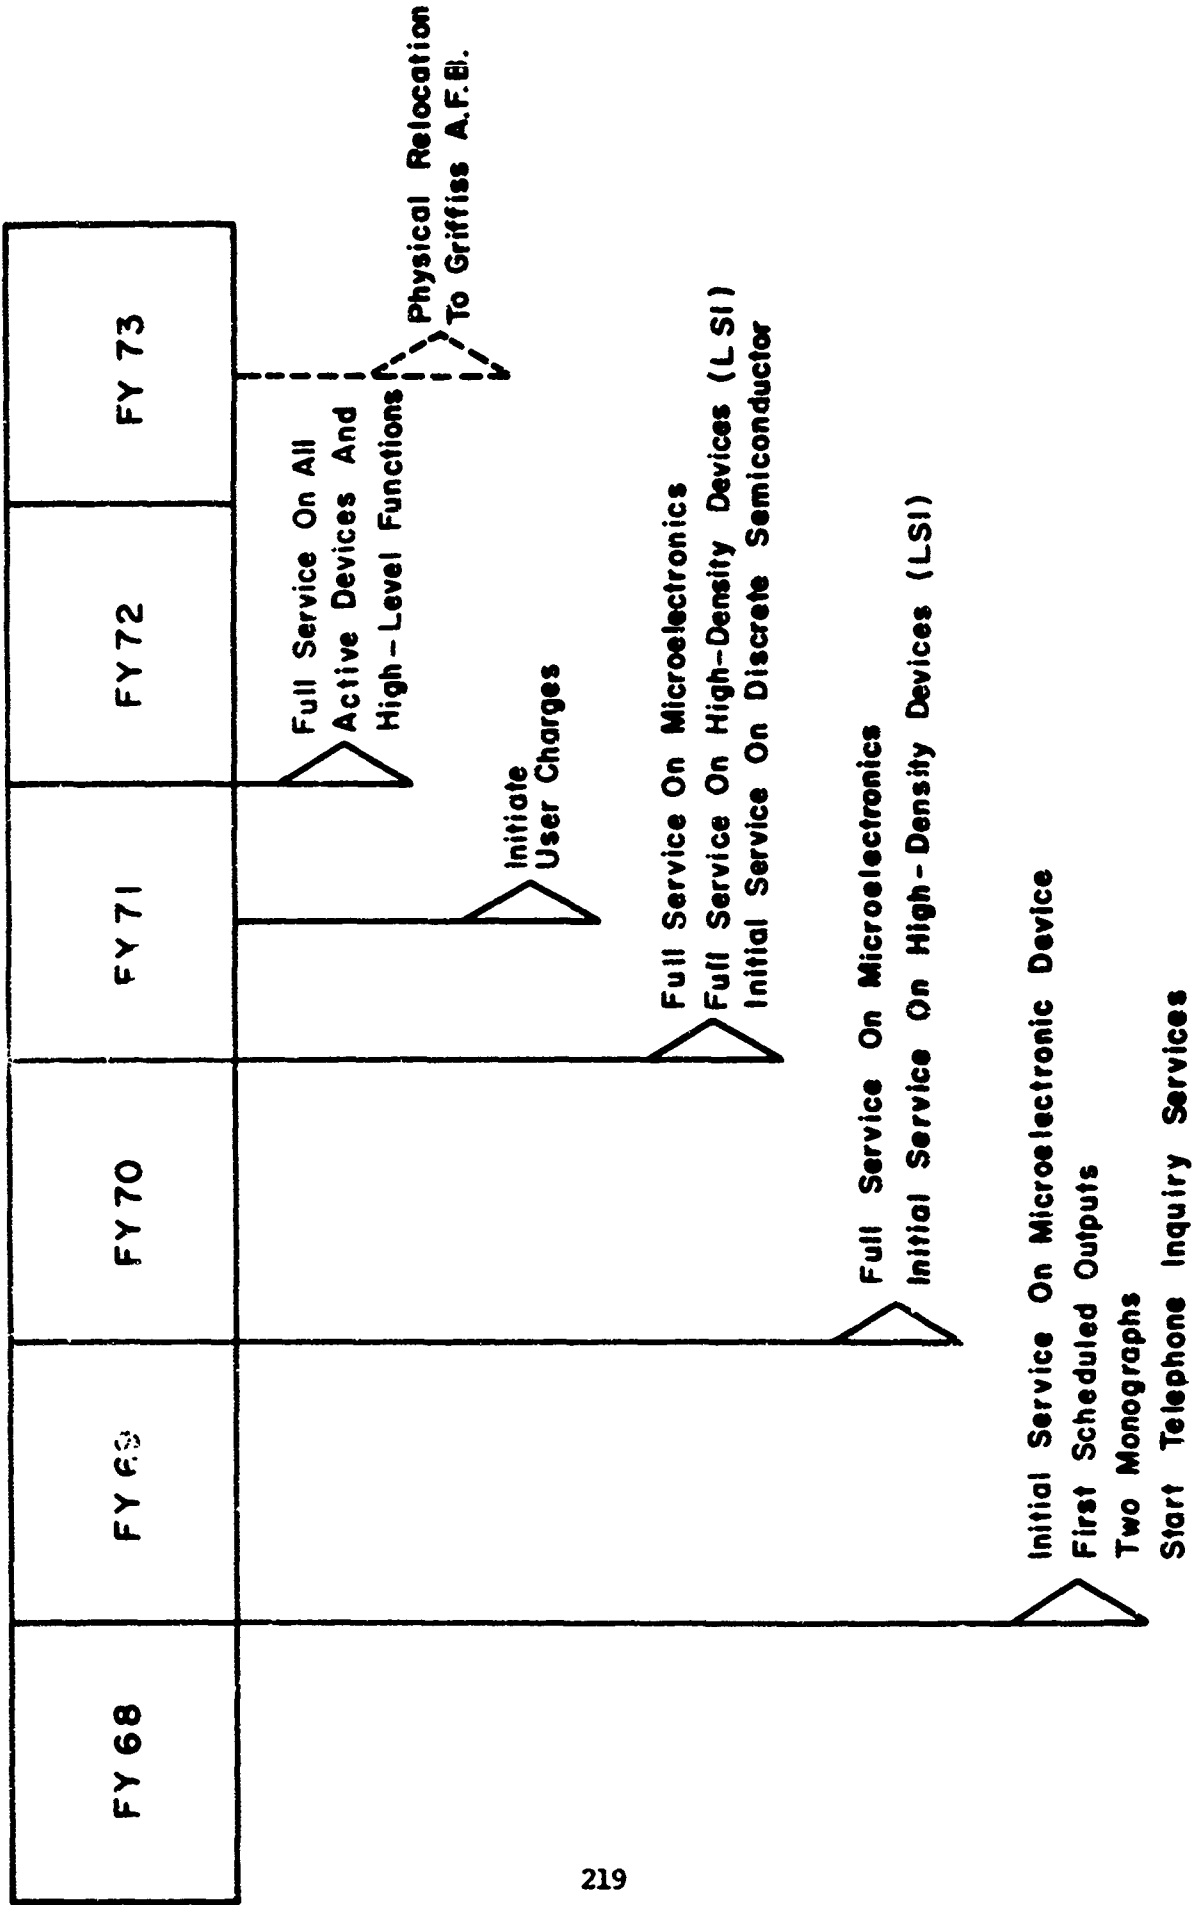 FY 68
FY 69
FY 70
FY 71
FY 72
FY 73
Physical Relocation
To Griffiss A.F.B.
Full Service On All
Active Devices And
High-Level Functions
Initiate
User Charges
Full Service On Microelectronics
Full Service On High-Density Devices (LSI)
Initial Service On Discrete Semiconductor
Full Service On Microelectronics
Initial Service On High-Density Devices (LSI)
Initial Service On Microelectronic Device
First Scheduled Outputs
Two Monographs
Start Telephone Inquiry Services
219